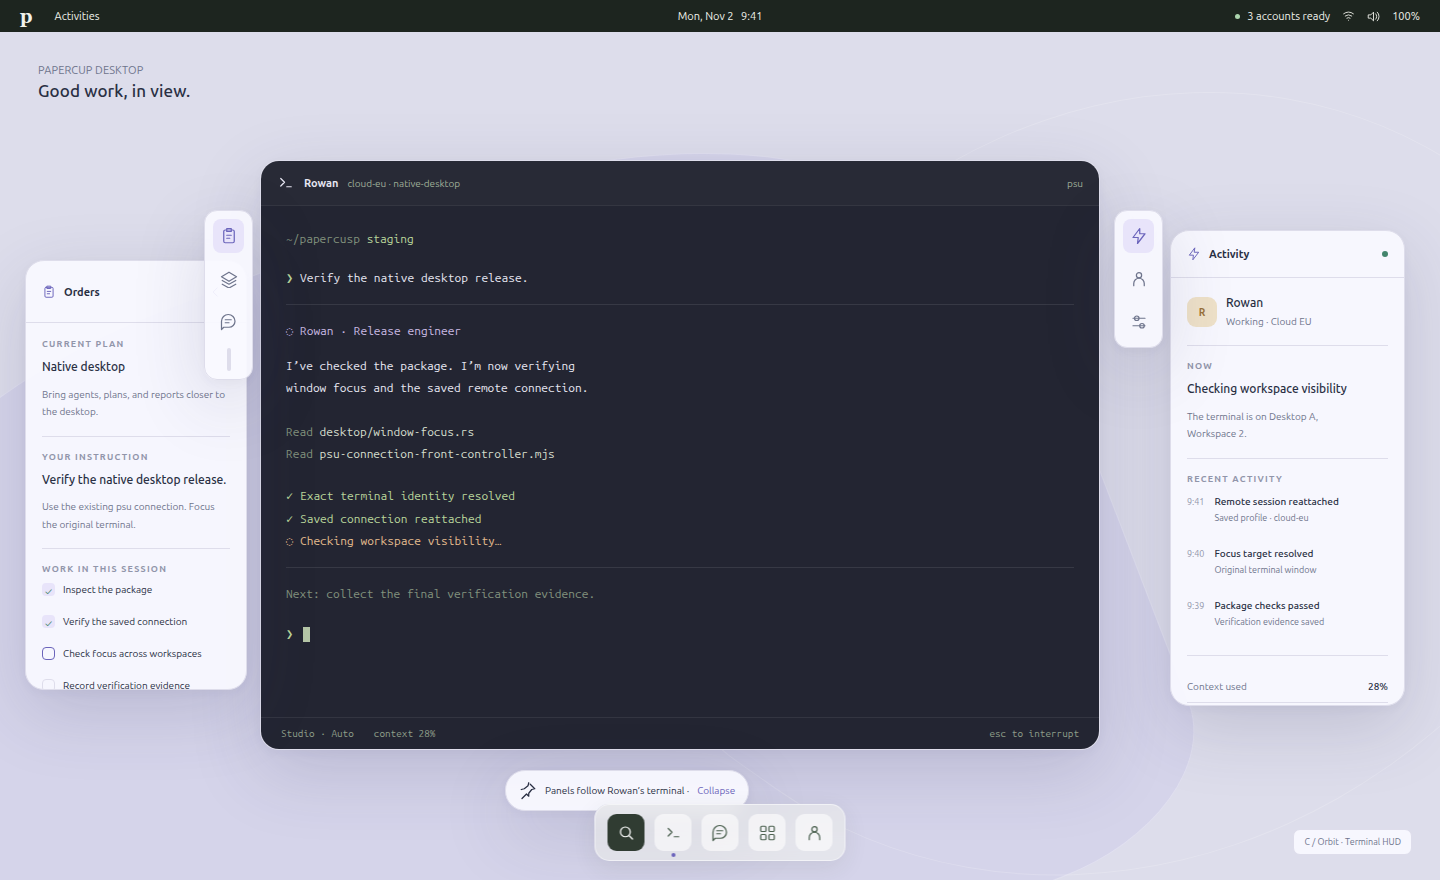 p Activities
Mon, Nov 2 9:41
3 accounts ready
100%
PAPERCUP DESKTOP
Good work, in view.
Orders
CURRENT PLAN
Native desktop
Bring agents, plans, and reports closer to
the desktop.
YOUR INSTRUCTION
Verify the native desktop release.
Use the existing psu connection. Focus
the original terminal.
WORK IN THIS SESSION
Inspect the package
Verify the saved connection
Check focus across workspaces
Record verification evidence
Rowan cloud-eu · native-desktop
psu
~/papercusp staging
❯ Verify the native desktop release.
◌ Rowan · Release engineer
I’ve checked the package. I’m now verifying
window focus and the saved remote connection.
Read desktop/window-focus.rs
Read psu-connection-front-controller.mjs
✓ Exact terminal identity resolved
✓ Saved connection reattached
◌ Checking workspace visibility…
Next: collect the final verification evidence.
❯
Studio · Auto context 28%
esc to interrupt
Activity
R
Rowan
Working · Cloud EU
NOW
Checking workspace visibility
The terminal is on Desktop A,
Workspace 2.
RECENT ACTIVITY
9:41 Remote session reattached
Saved profile · cloud-eu
9:40 Focus target resolved
Original terminal window
9:39 Package checks passed
Verification evidence saved
Context used 28%
Panels follow Rowan’s terminal · Collapse
C / Orbit · Terminal HUD